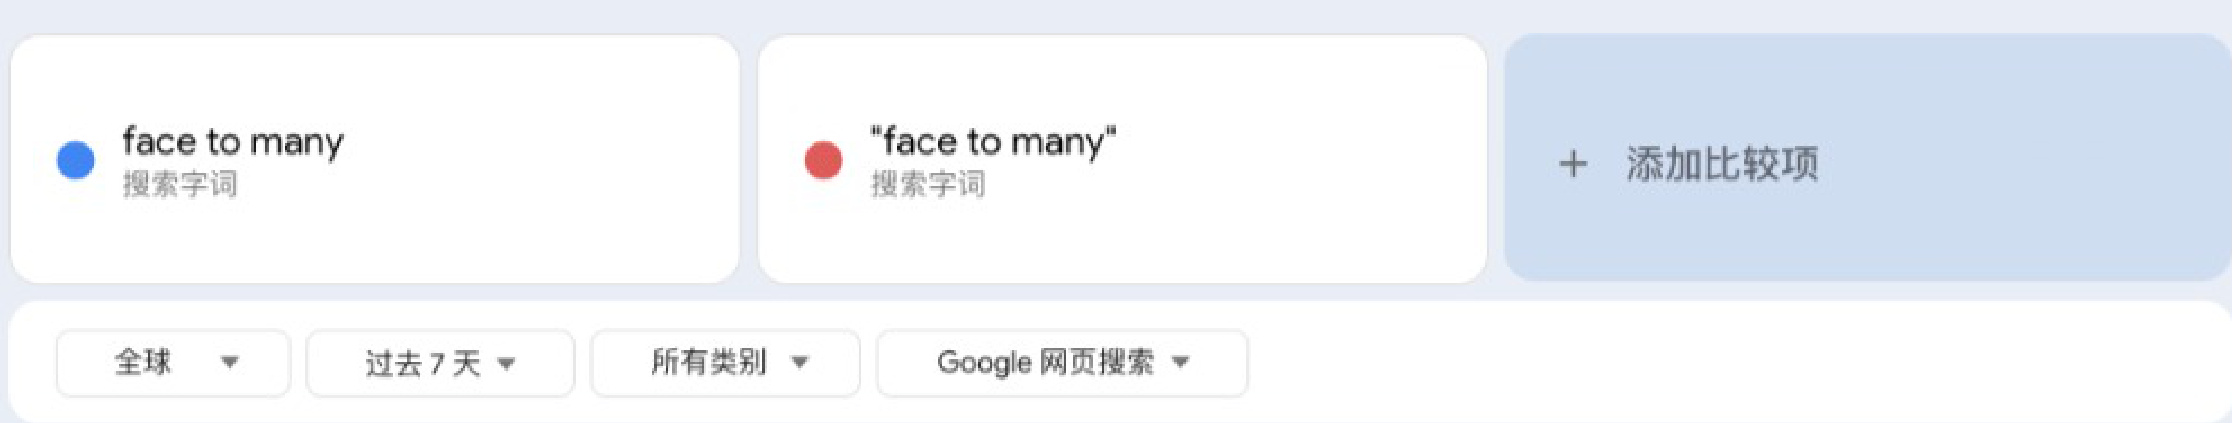 face to many
搜索字词
"face to many"
搜索字词
+ 添加比较项
全球
过去 7 天
所有类别
Google 网页搜索